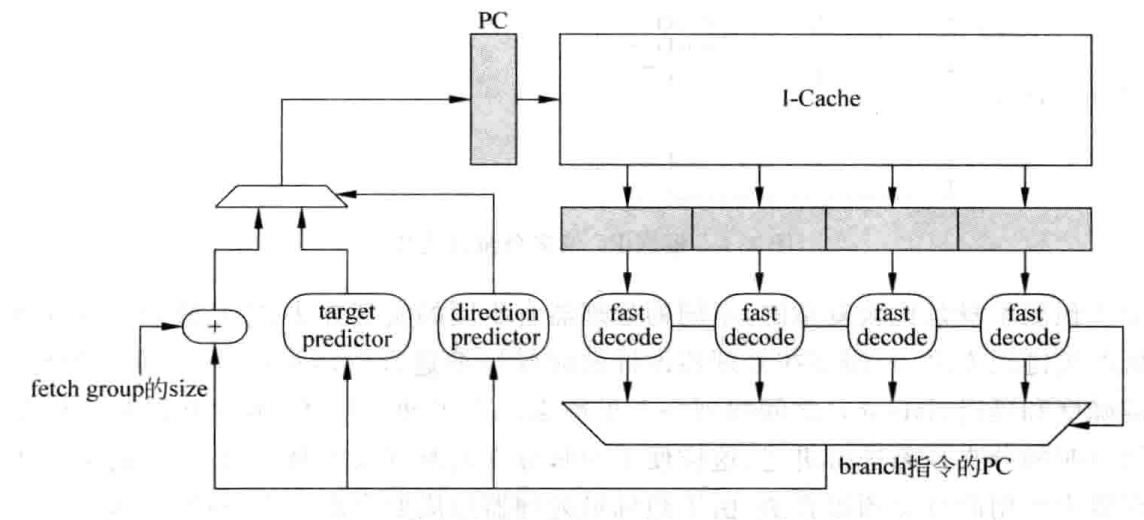 PC
I-Cache
target
predictor
direction
predictor
fast
decode
fast
decode
fast
decode
fast
decode
+
fetch group的size
branch指令的PC